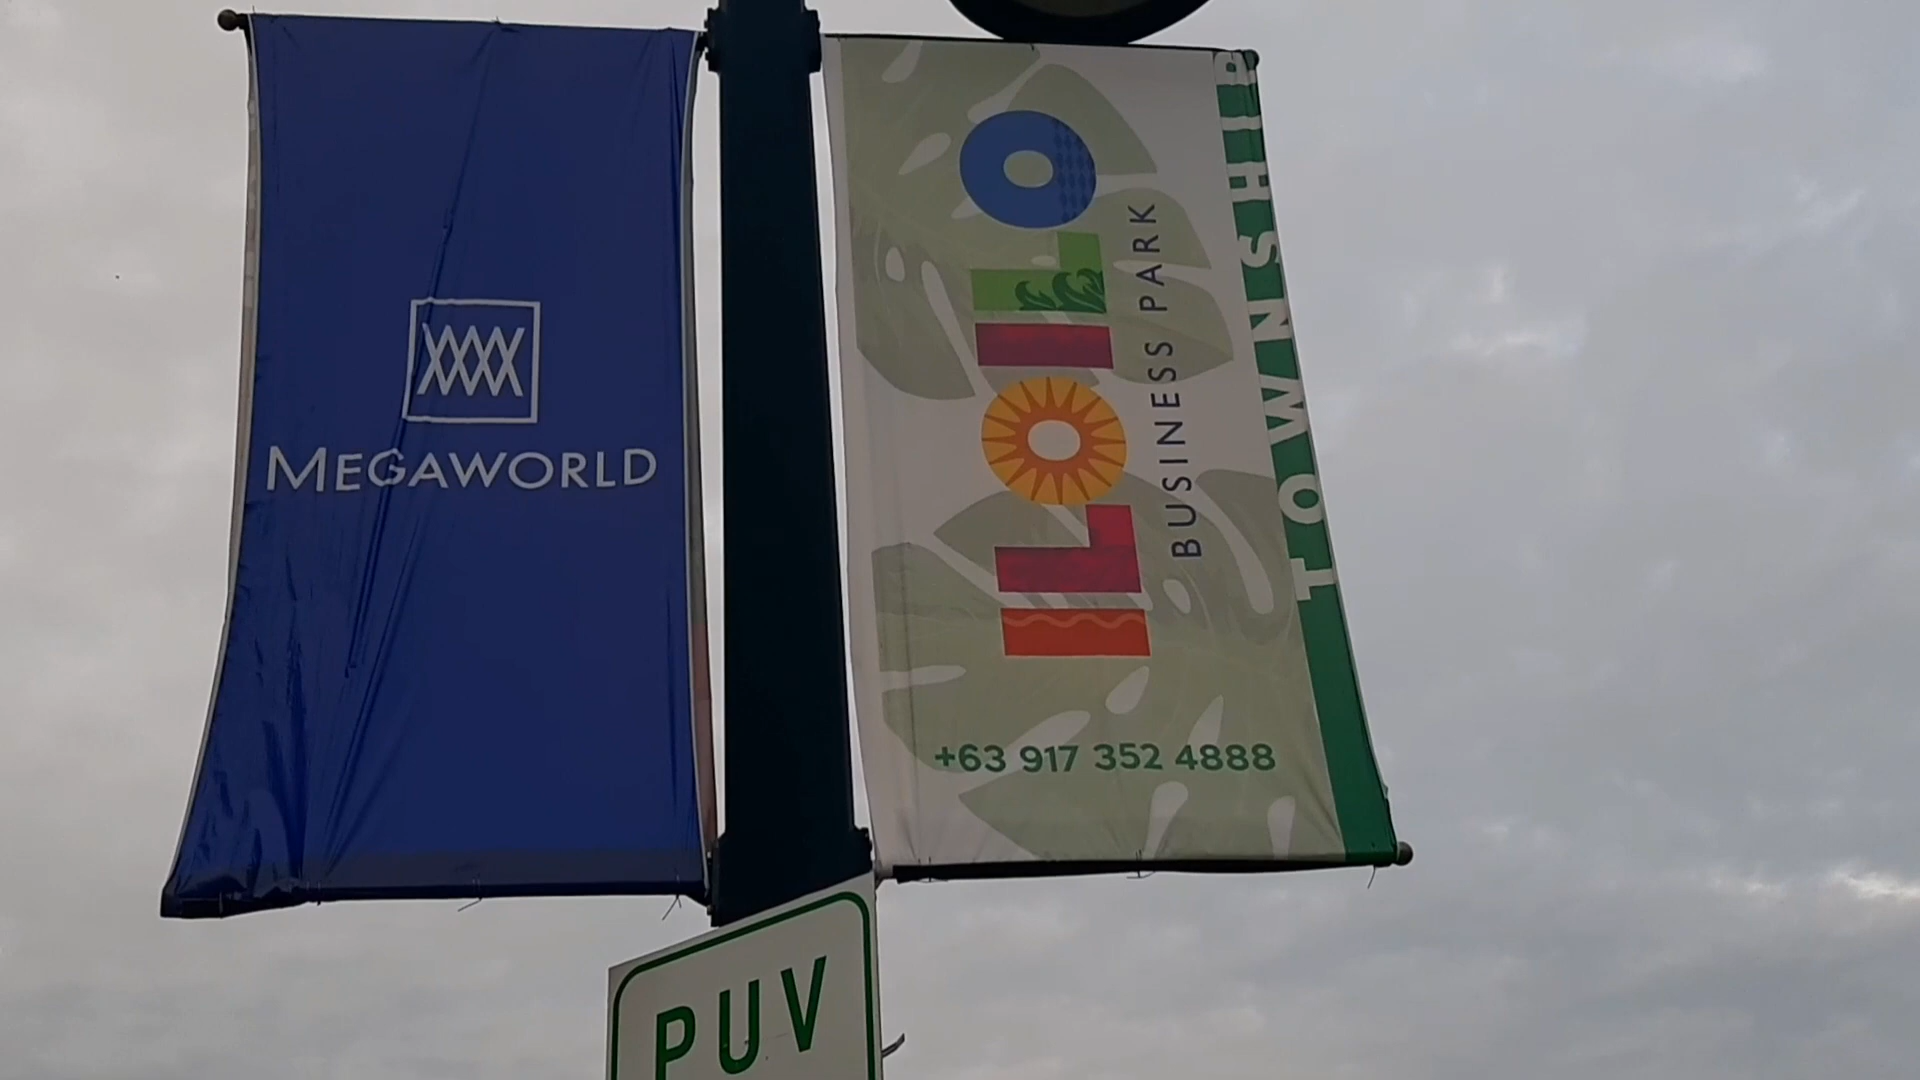 MEGAWORLD
ILOILO
BUSINESS PARK
TOWNSHIP
+63 917 352 4888
PUV